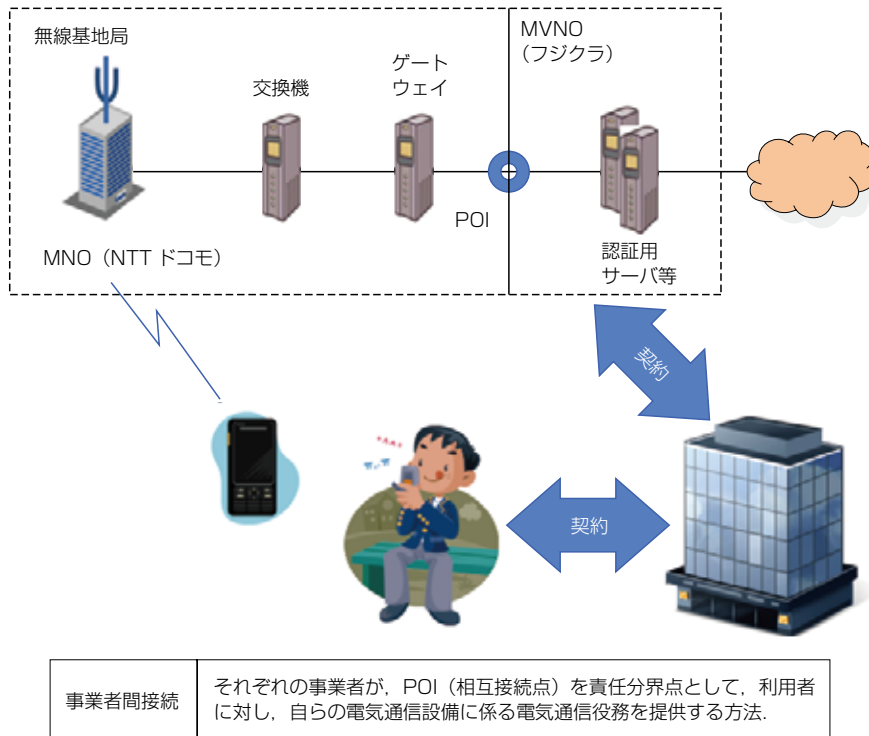 無線基地局
交換機
ゲート
ウェイ
MVNO
（フジクラ）
POI
MNO（NTT ドコモ）
認証用
サーバ等
契約
契約
事業者間接続
それぞれの事業者が，POI（相互接続点）を責任分界点として，利用者
に対し，自らの電気通信設備に係る電気通信役務を提供する方法．